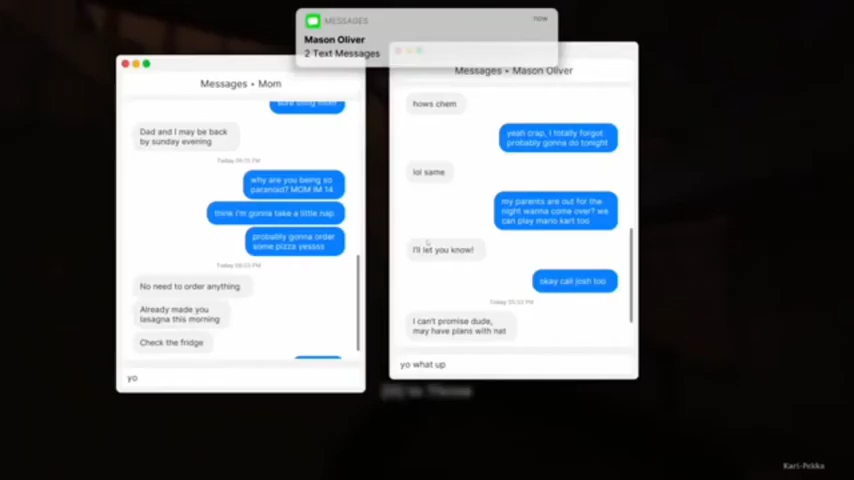 MESSAGES
now
Mason Oliver
2 Text Messages
Messages • Mom
sure thing mom
Dad and I may be back
by sunday evening
why are you being so
paranoid? MOM IM 14
think i'm gonna take a little nap
probably gonna order
some pizza yessss
No need to order anything
Already made you
lasagna this morning
Check the fridge
yo
Messages • Mason Oliver
hows chem
yeah crap, I totally forgot
probably gonna do tonight
lol same
my parents are out for the
night wanna come over? we
can play mario kart too
i'll let you know!
okay call josh too
I can't promise dude,
may have plans with nat
yo what up
Kari-Pekka